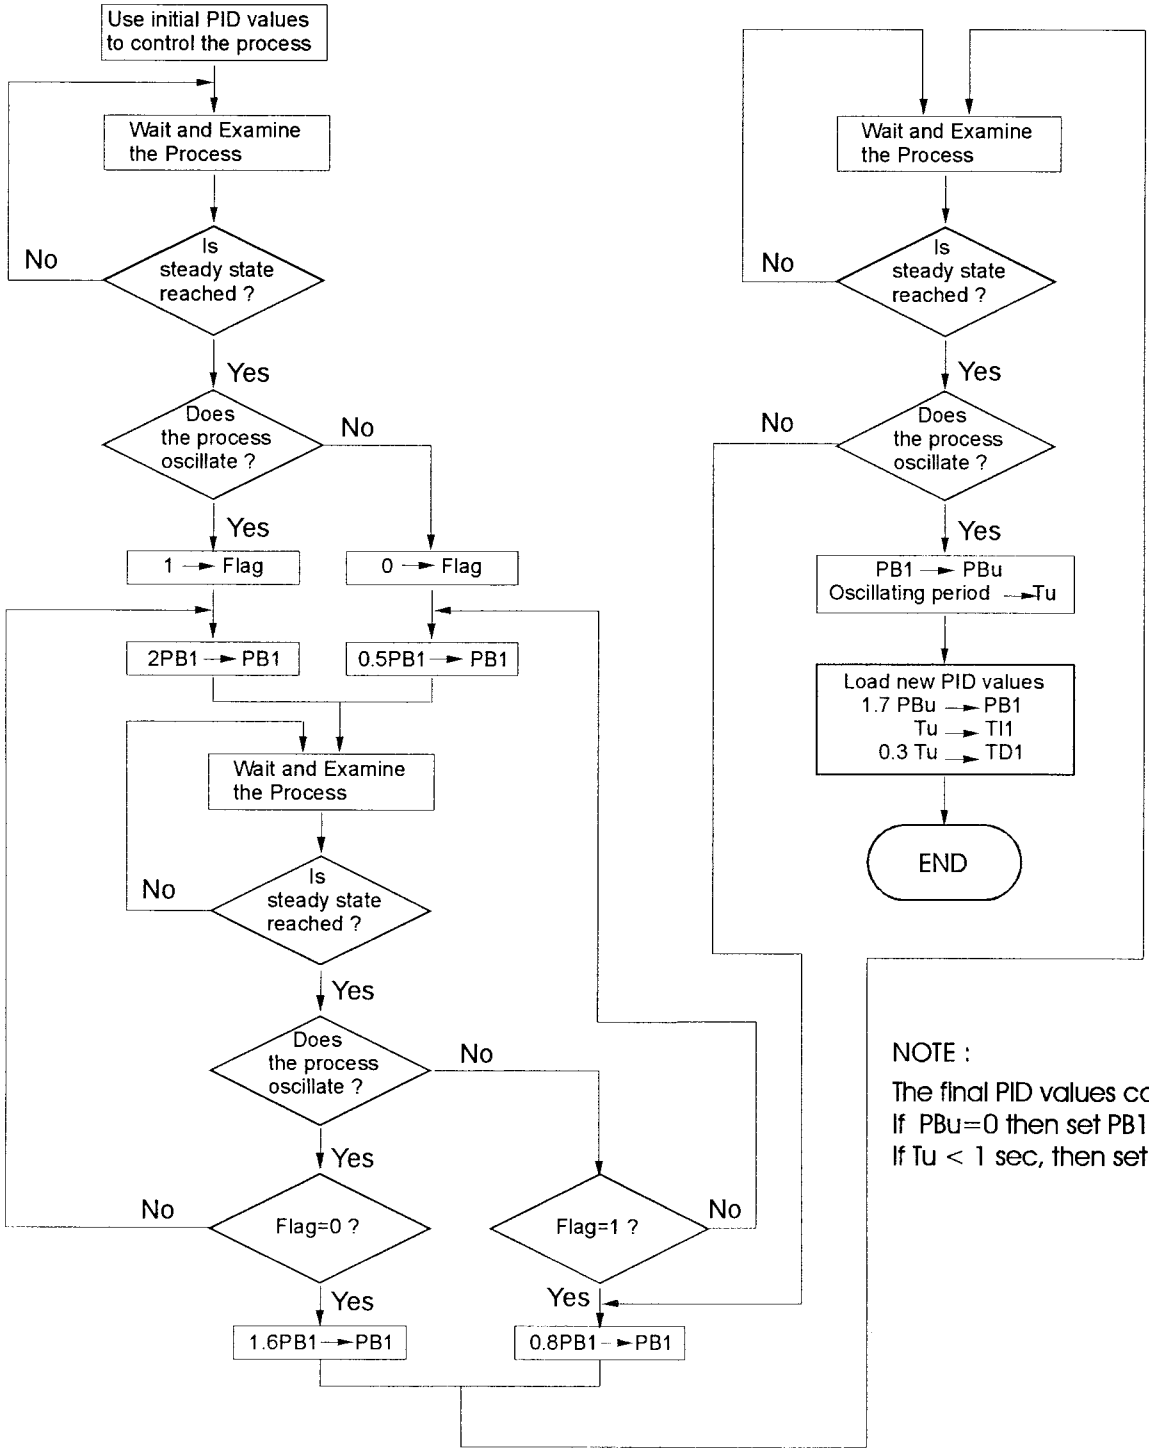 Use initial PID values
to control the process
Wait and Examine
the Process
Is
steady state
reached ?
No
Yes
Does
the process
oscillate ?
No
Yes
1 → Flag
0 → Flag
2PB1 → PB1
0.5PB1 → PB1
Wait and Examine
the Process
Is
steady state
reached ?
No
Yes
Does
the process
oscillate ?
No
Yes
Flag=0 ?
No
Yes
Flag=1 ?
No
Yes
1.6PB1 → PB1
0.8PB1 → PB1
Wait and Examine
the Process
Is
steady state
reached ?
No
Yes
Does
the process
oscillate ?
No
Yes
PB1 → PBu
Oscillating period → Tu
Load new PID values
1.7 PBu → PB1
Tu → TI1
0.3 Tu → TD1
END
NOTE :
The final PID values
If PBu=0 then set PB1
If Tu < 1 sec, then set